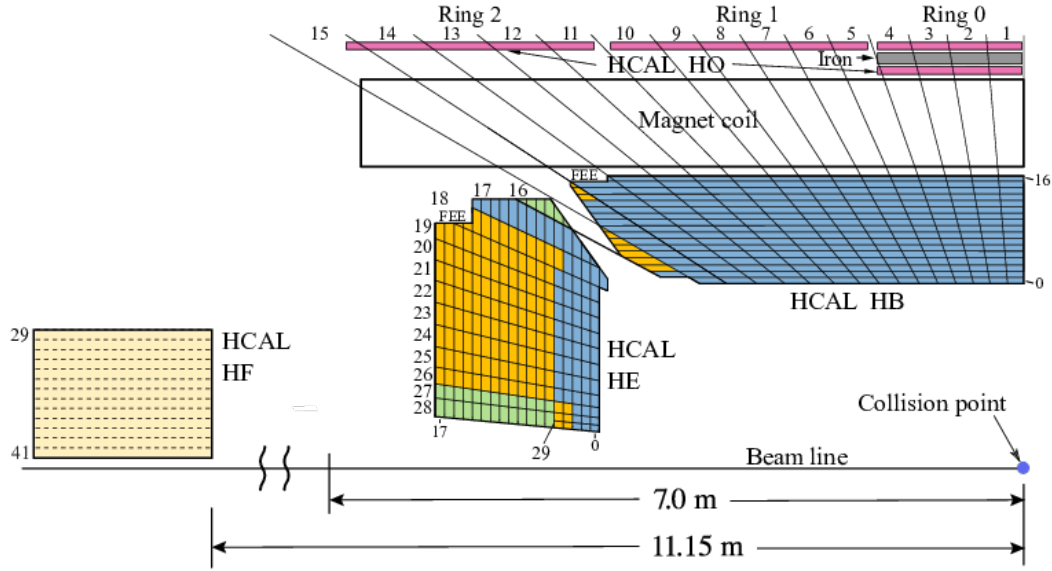 Ring 2 Ring 1 Ring 0
15 14 13 12 11 10 9 8 7 6 5 4 3 2 1
HCAL HO Iron
Magnet coil
FEE
16
18 17 16
FEE
19
20
21
22
23
24
25
26
27
28
17 29 0
0
HCAL HB
HCAL
HE
29
HCAL
HF
41
Collision point
Beam line
7.0 m
11.15 m